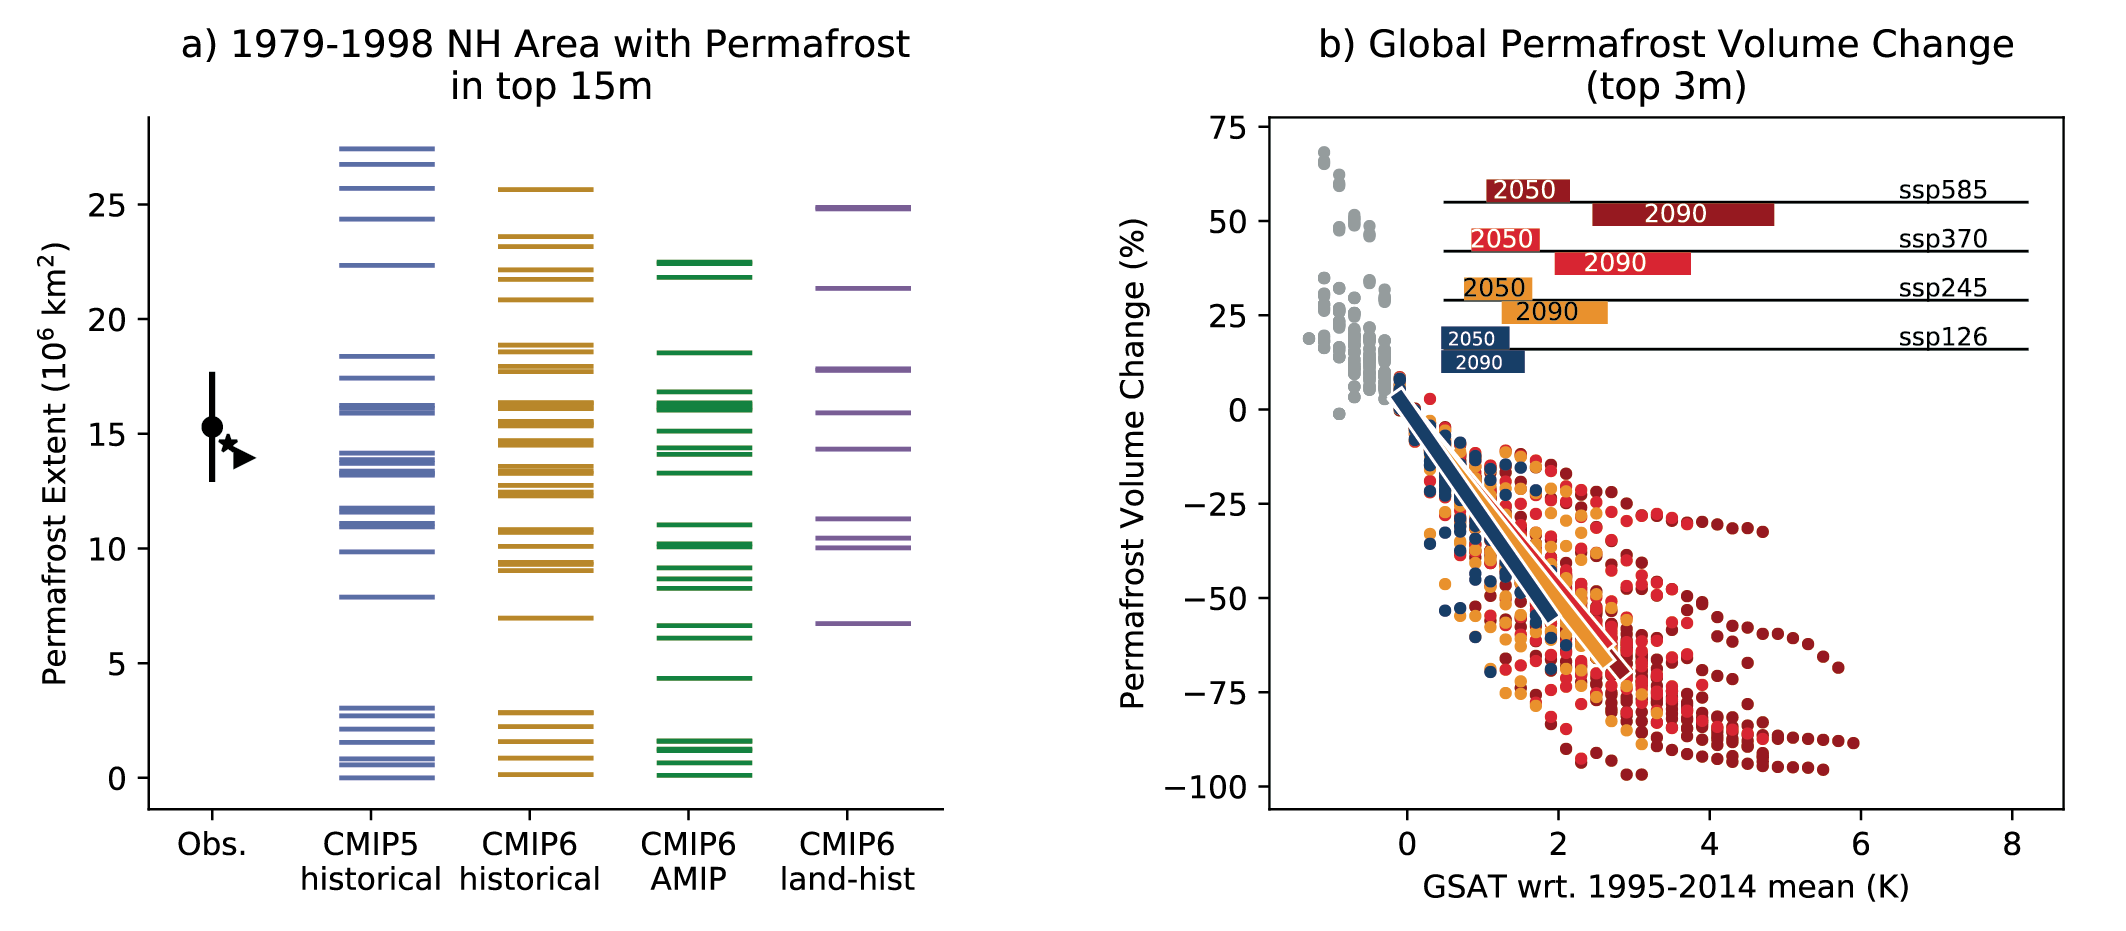 a) 1979-1998 NH Area with Permafrost
in top 15m
Permafrost Extent (10⁶ km²)
25
20
15
10
5
0
Obs.
CMIP5
historical
CMIP6
historical
CMIP6
AMIP
CMIP6
land-hist
b) Global Permafrost Volume Change
(top 3m)
Permafrost Volume Change (%)
75
50
25
0
−25
−50
−75
−100
2050
ssp585
2090
2050
ssp370
2090
2050
ssp245
2090
2050
ssp126
2090
0
2
4
6
8
GSAT wrt. 1995-2014 mean (K)